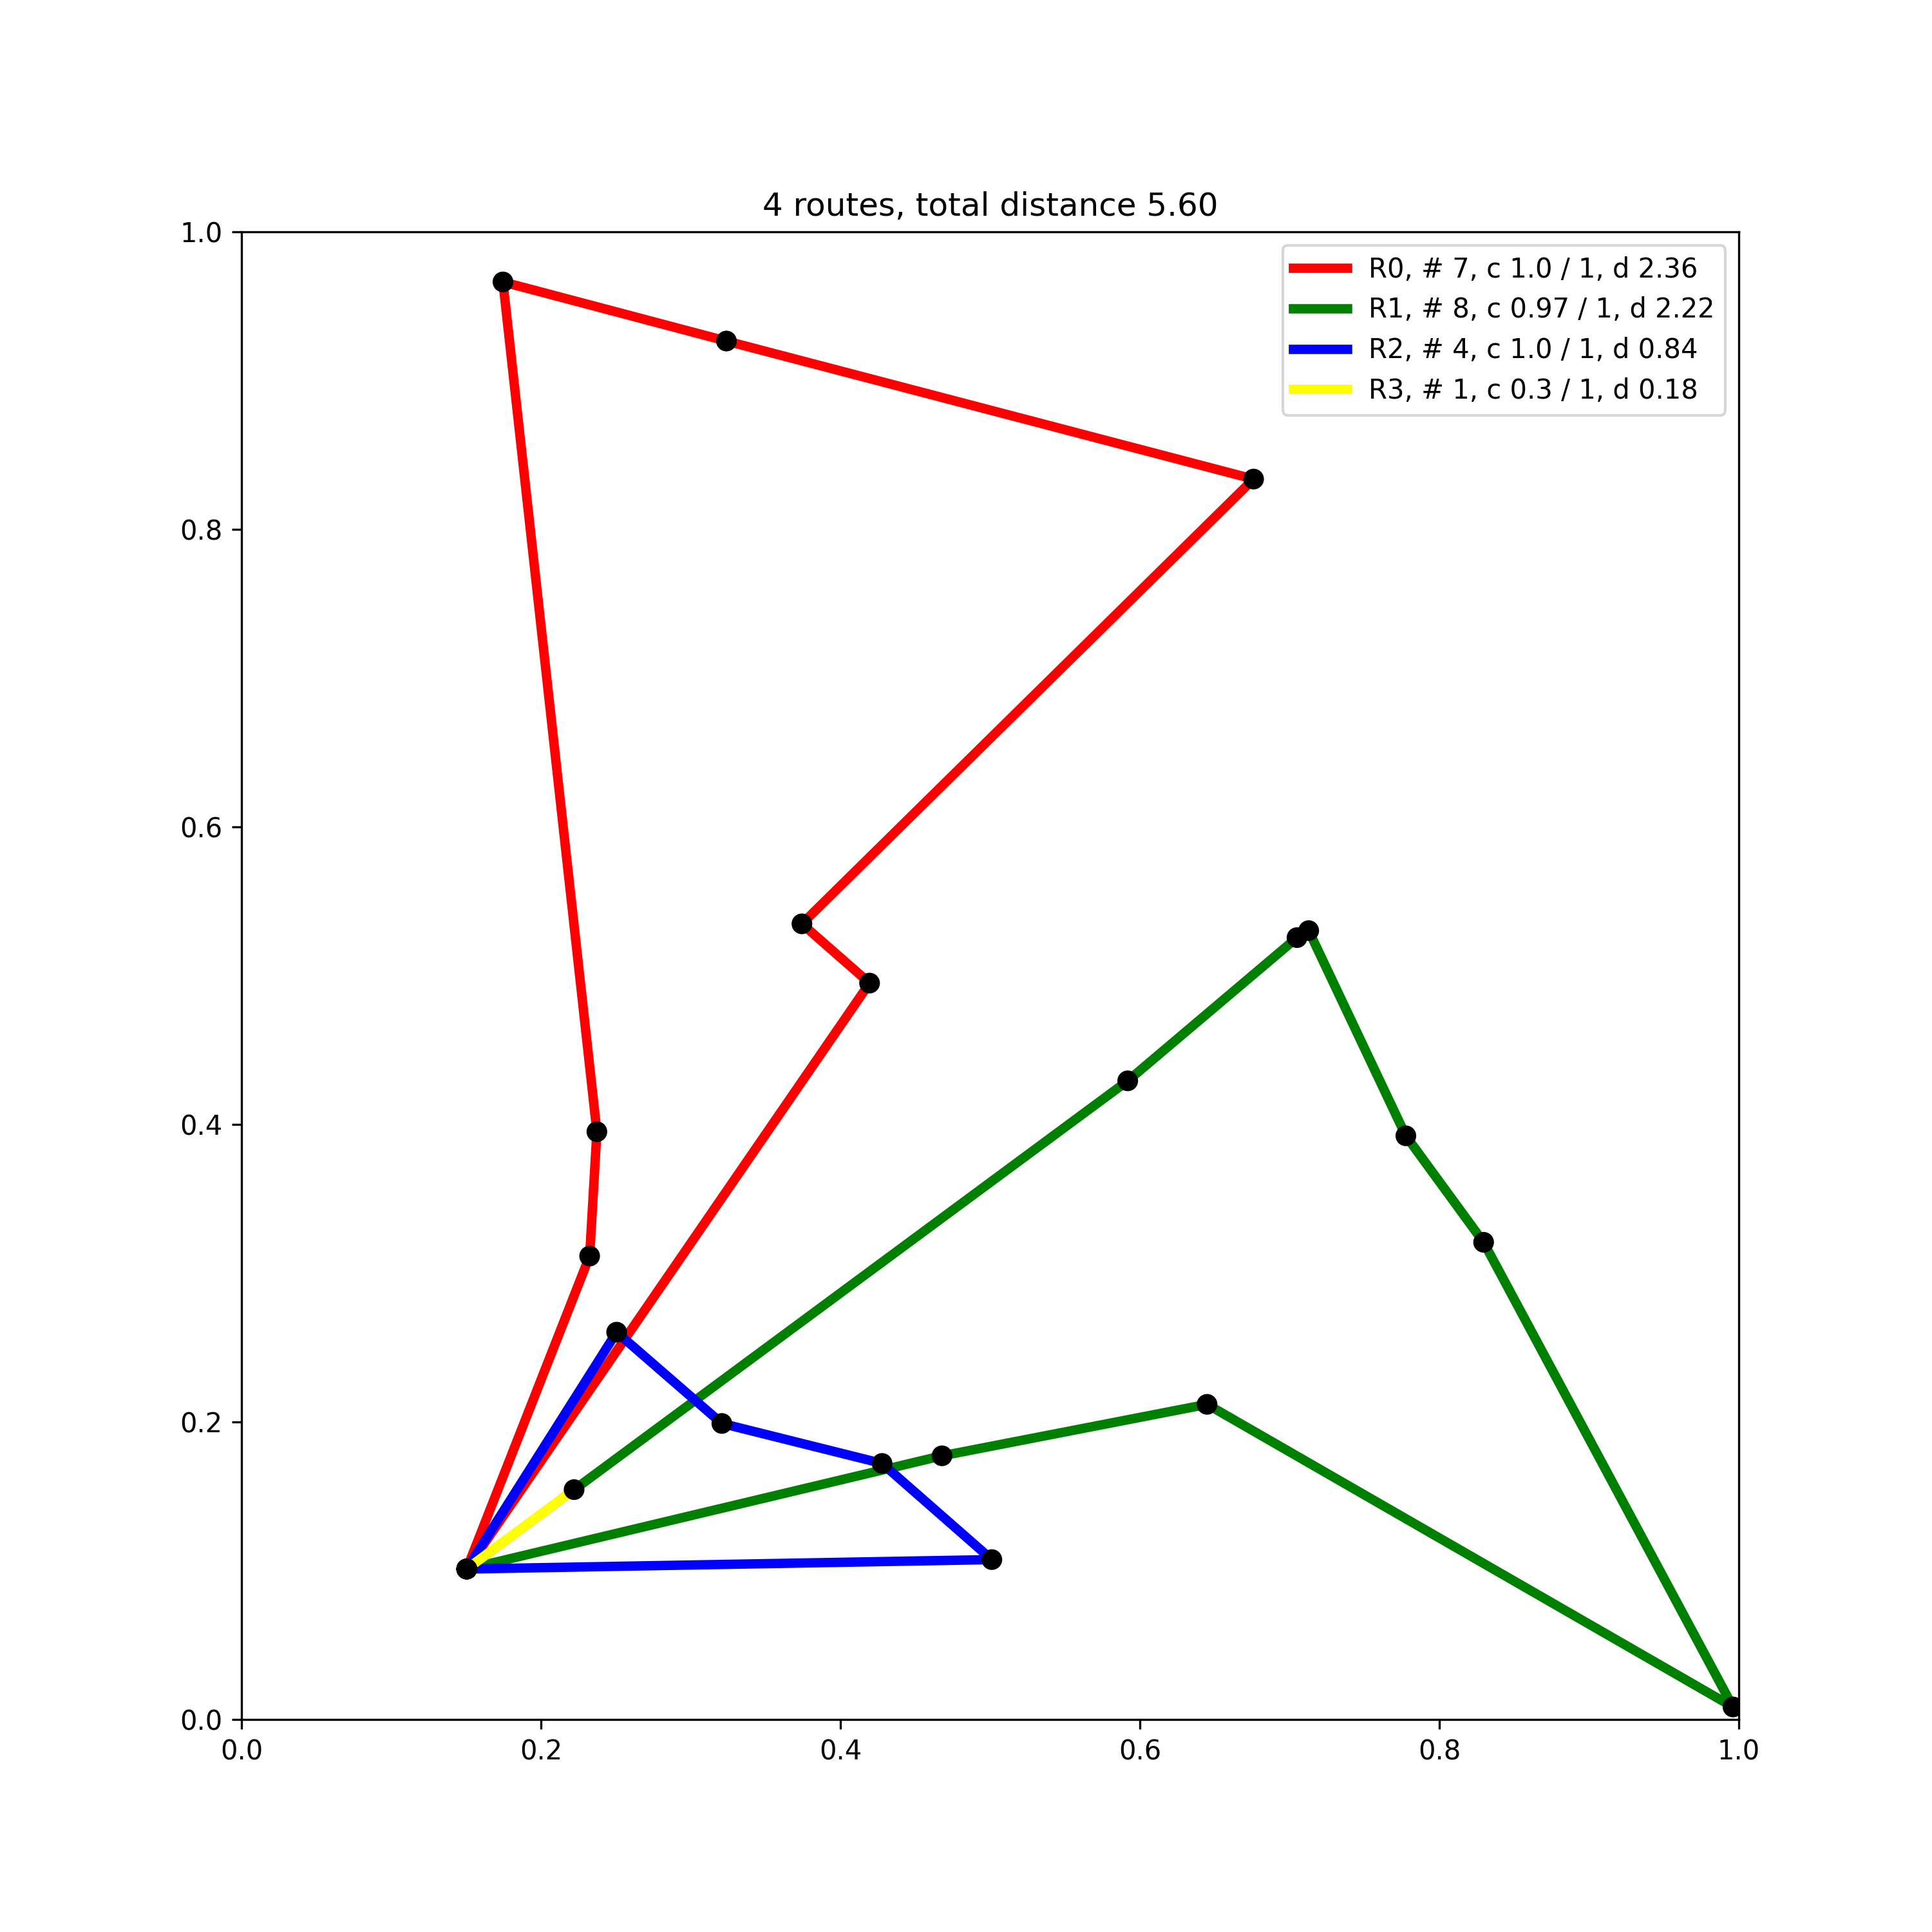 4 routes, total distance 5.60
1.0
R0, # 7, c 1.0 / 1, d 2.36
R1, # 8, c 0.97 / 1, d 2.22
R2, # 4, c 1.0 / 1, d 0.84
R3, # 1, c 0.3 / 1, d 0.18
0.8
0.6
0.4
0.2
0.0
0.0 0.2 0.4 0.6 0.8 1.0